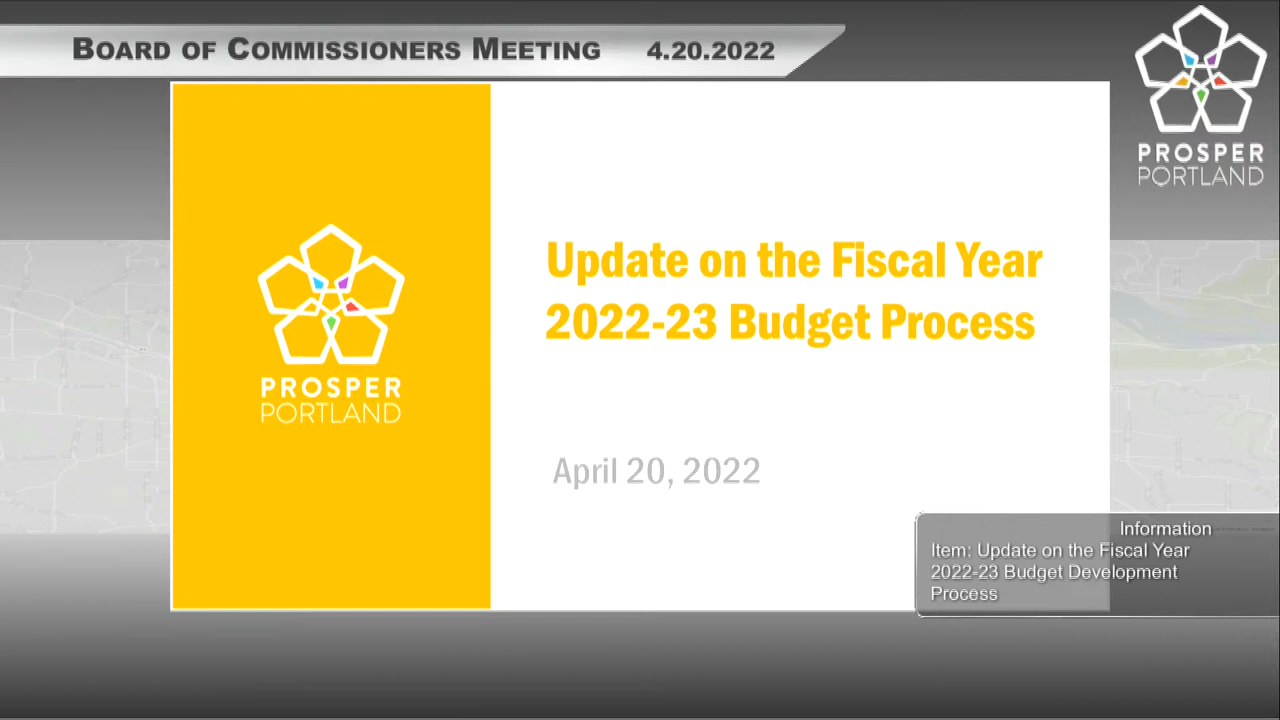 BOARD OF COMMISSIONERS MEETING 4.20.2022
PROSPER
PORTLAND
Update on the Fiscal Year
2022-23 Budget Process
PROSPER
PORTLAND
April 20, 2022
Information
Item: Update on the Fiscal Year
2022-23 Budget Development
Process